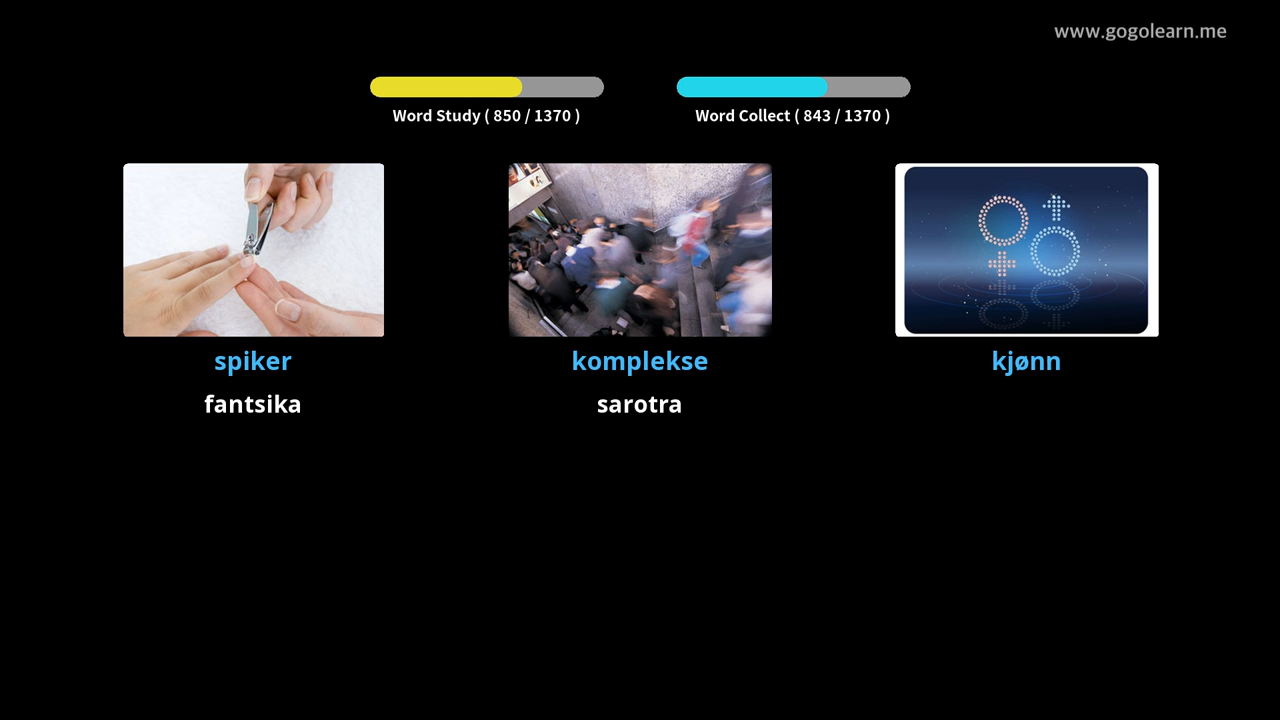 www.gogolearn.me
Word Study ( 850 / 1370 )
Word Collect ( 843 / 1370 )
spiker
komplekse
kjønn
fantsika
sarotra